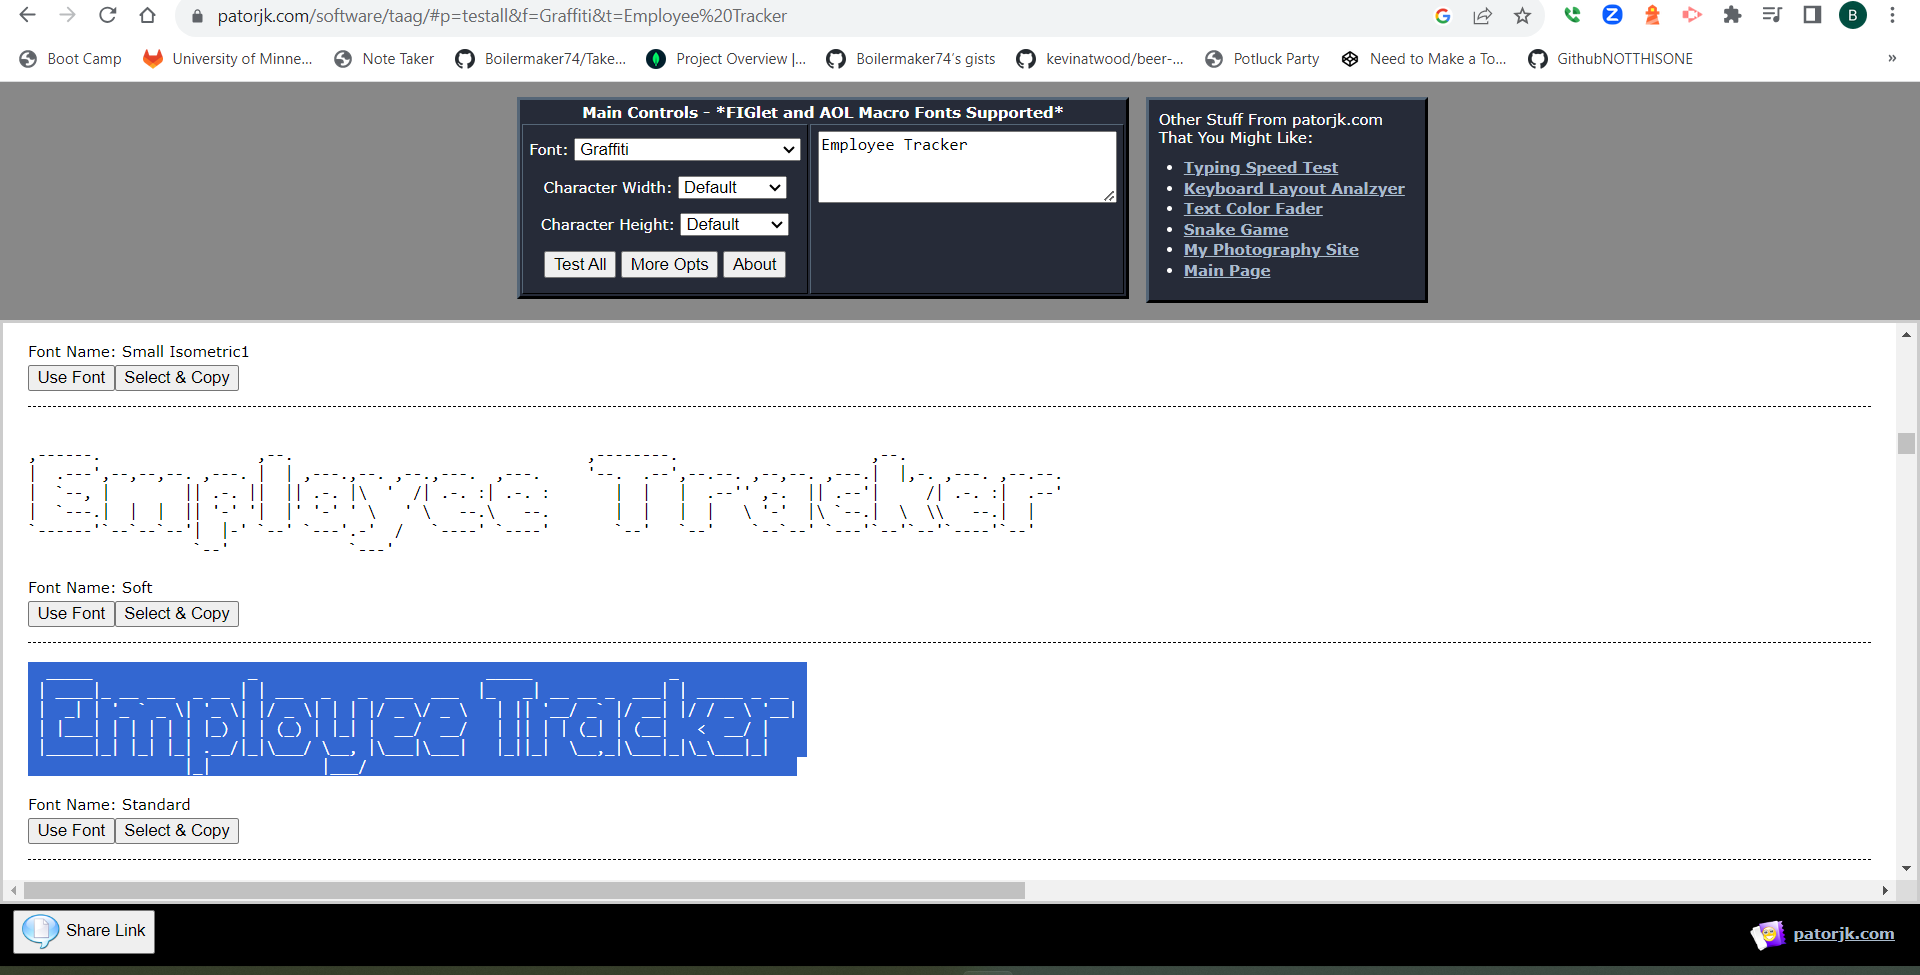 patorjk.com/software/taag/#p=testall&f=Graffiti&t=Employee%20Tracker
B
Boot Camp
University of Minne...
Note Taker
Boilermaker74/Take...
Project Overview |...
Boilermaker74's gists
kevinatwood/beer-...
Potluck Party
Need to Make a To...
GithubNOTTHISONE
»
Main Controls - *FIGlet and AOL Macro Fonts Supported*
Font: Graffiti
Character Width: Default
Character Height: Default
Test All
More Opts
About
Employee Tracker
Other Stuff From patorjk.com
That You Might Like:
• Typing Speed Test
• Keyboard Layout Analzyer
• Text Color Fader
• Snake Game
• My Photography Site
• Main Page
Font Name: Small Isometric1
Use Font
Select & Copy
Employee Tracker
Font Name: Soft
Use Font
Select & Copy
Employee Tracker
Font Name: Standard
Use Font
Select & Copy
Share Link
patorjk.com